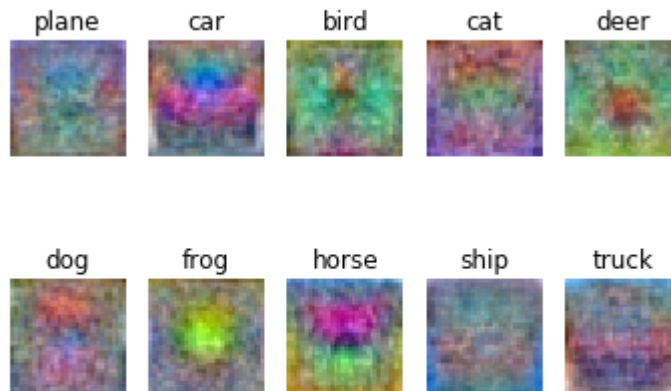 plane car bird cat deer
dog frog horse ship truck